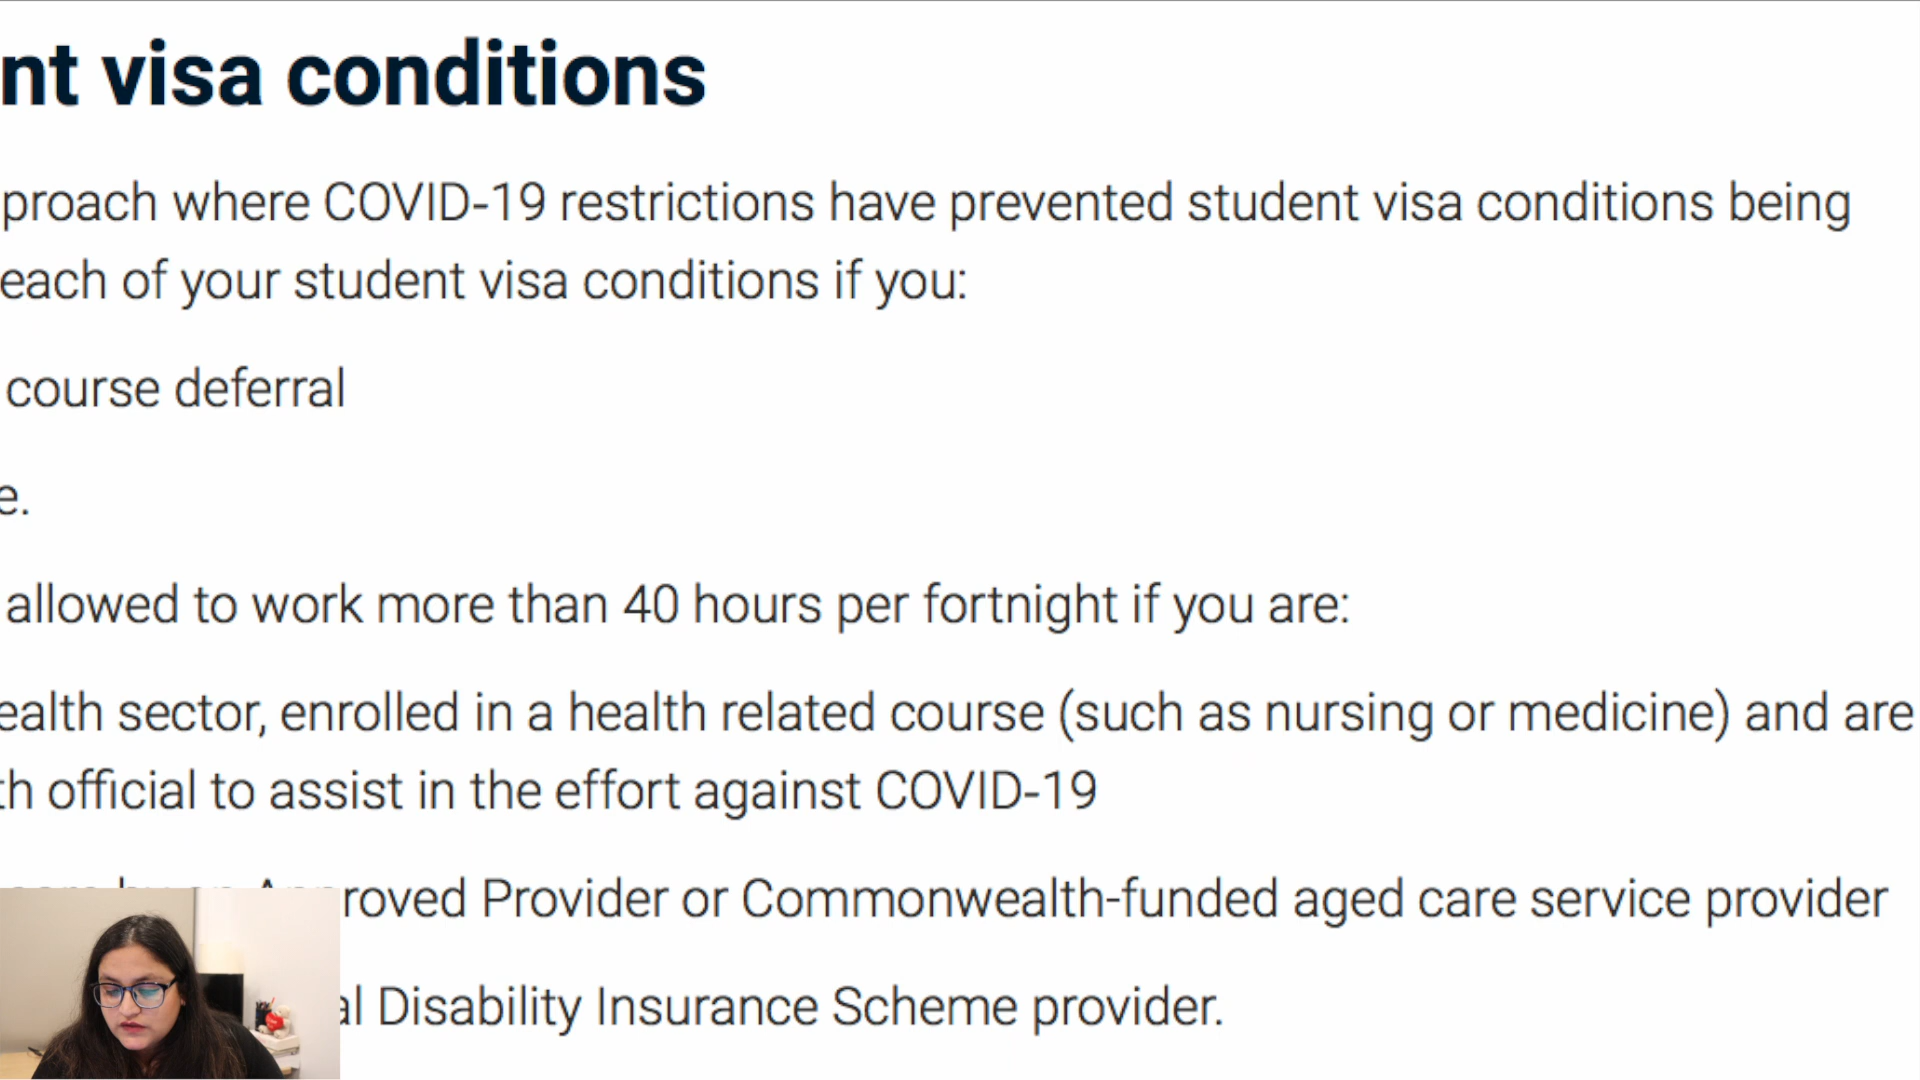 nt visa conditions
proach where COVID-19 restrictions have prevented student visa conditions being
each of your student visa conditions if you:
course deferral
e.
allowed to work more than 40 hours per fortnight if you are:
ealth sector, enrolled in a health related course (such as nursing or medicine) and are
th official to assist in the effort against COVID-19
roved Provider or Commonwealth-funded aged care service provider
al Disability Insurance Scheme provider.